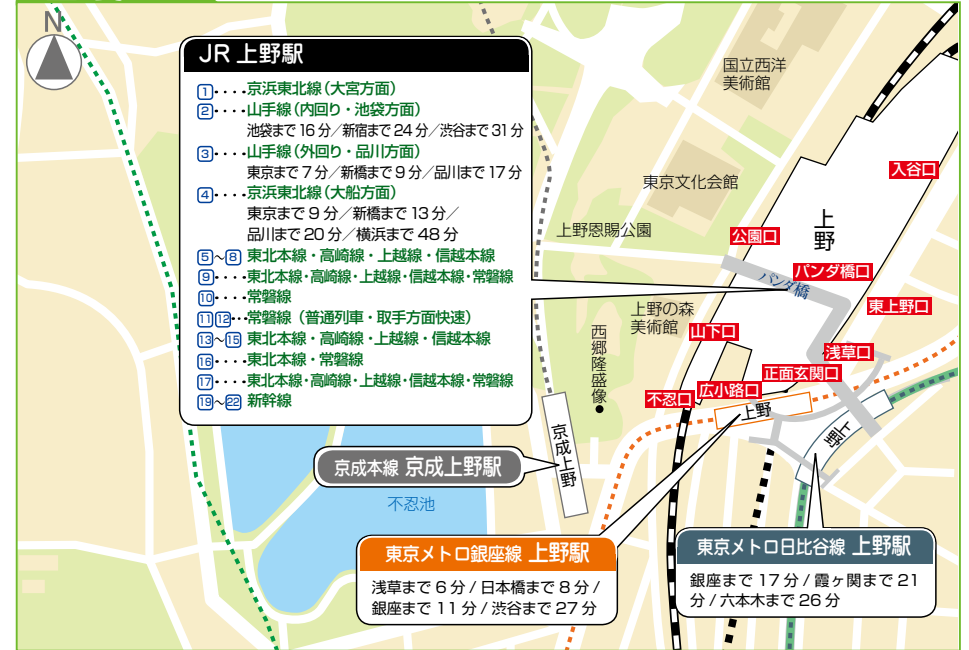 N
JR 上野駅
1････京浜東北線(大宮方面)
2････山手線(内回り・池袋方面)
池袋まで 16 分／新宿まで 24 分／渋谷まで 31 分
3････山手線(外回り・品川方面)
東京まで 7 分／新橋まで 9 分／品川まで 17 分
4････京浜東北線(大船方面)
東京まで 9 分／新橋まで 13 分／
品川まで 20 分／横浜まで 48 分
5～8 東北本線・高崎線・上越線・信越本線
9････東北本線・高崎線・上越線・信越本線・常磐線
10････常磐線
11 12･･･常磐線（普通列車・取手方面快速）
13～15 東北本線・高崎線・上越線・信越本線
16････東北本線・常磐線
17････東北本線・高崎線・上越線・信越本線・常磐線
19～22 新幹線
国立西洋
美術館
東京文化会館
上野恩賜公園
入谷口
上野
公園口
パンダ橋口
パンダ橋
東上野口
上野の森
美術館
山下口
浅草口
正面玄関口
広小路口
不忍口
西郷隆盛像
上野
上野
京成上野
京成本線 京成上野駅
不忍池
東京メトロ銀座線 上野駅
浅草まで 6 分 / 日本橋まで 8 分 /
銀座まで 11 分 / 渋谷まで 27 分
東京メトロ日比谷線 上野駅
銀座まで 17 分 / 霞ヶ関まで 21
分 / 六本木まで 26 分